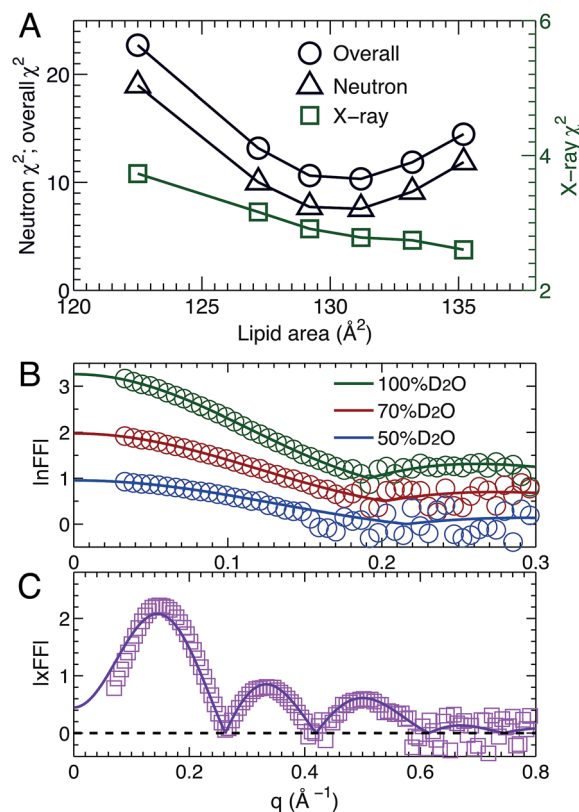 A
Overall
Neutron
X-ray
Neutron χ²; overall χ²
X-ray χ²
20
10
0
6
4
2
120
125
130
135
Lipid area (Å²)
B
100%D2O
70%D2O
50%D2O
|nFF|
3
2
1
0
0
0.1
0.2
0.3
C
|xFF|
2
1
0
0
0.2
0.4
0.6
0.8
q (Å⁻¹)